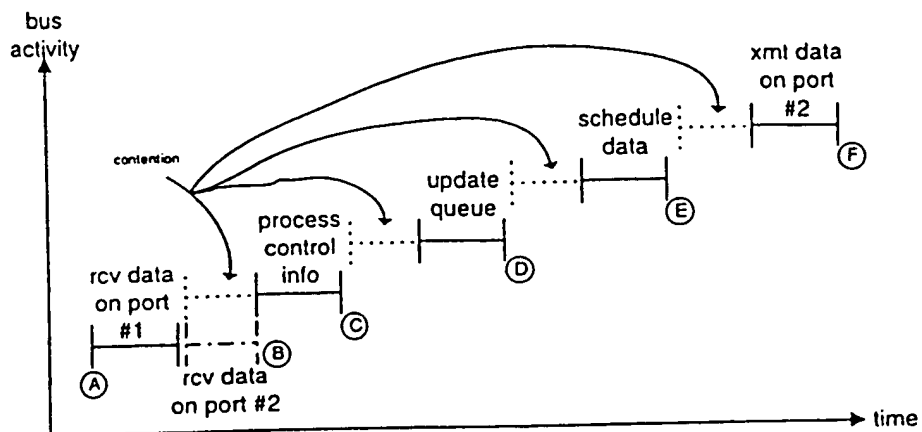 bus
activity
xmt data
on port
#2
F
schedule
data
E
contention
update
queue
D
process
control
info
C
rcv data
on port
#1
A
B
rcv data
on port #2
time